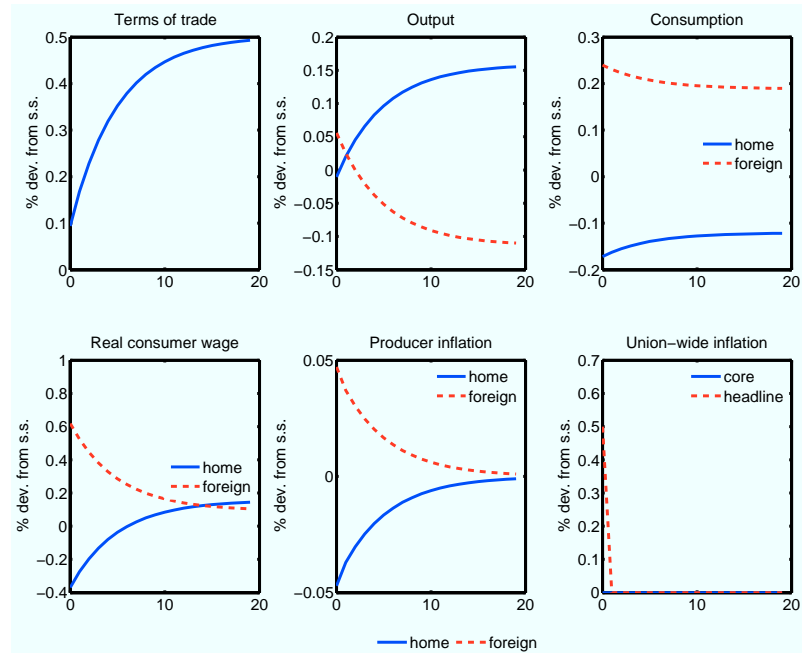 Terms of trade
% dev. from s.s.
0.5
0.4
0.3
0.2
0.1
0
0 10 20
Output
% dev. from s.s.
0.2
0.15
0.1
0.05
0
−0.05
−0.1
−0.15
0 10 20
Consumption
% dev. from s.s.
0.3
0.2
0.1
0
−0.1
−0.2
0 10 20
home
foreign
Real consumer wage
% dev. from s.s.
1
0.8
0.6
0.4
0.2
0
−0.2
−0.4
0 10 20
home
foreign
Producer inflation
% dev. from s.s.
0.05
0
−0.05
0 10 20
home
foreign
Union−wide inflation
% dev. from s.s.
0.7
0.6
0.5
0.4
0.3
0.2
0.1
0
0 10 20
core
headline
home foreign